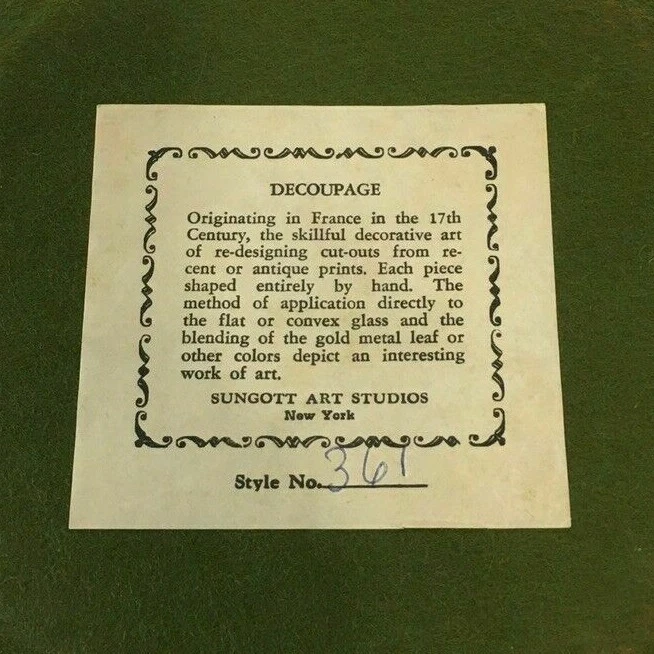 DECOUPAGE
Originating in France in the 17th
Century, the skillful decorative art
of re-designing cut-outs from re-
cent or antique prints. Each piece
shaped entirely by hand. The
method of application directly to
the flat or convex glass and the
blending of the gold metal leaf or
other colors depict an interesting
work of art.
SUNGOTT ART STUDIOS
New York
Style No. 361